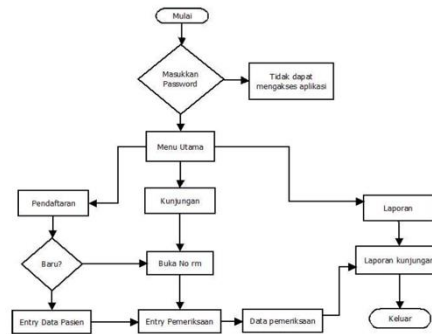 Mulai
Masukkan
Password
Tidak dapat
mengakses aplikasi
Menu Utama
Pendaftaran
Kunjungan
Laporan
Baru?
Buka No rm
Laporan kunjungan
Entry Data Pasien
Entry Pemeriksaan
Data pemeriksaan
Keluar